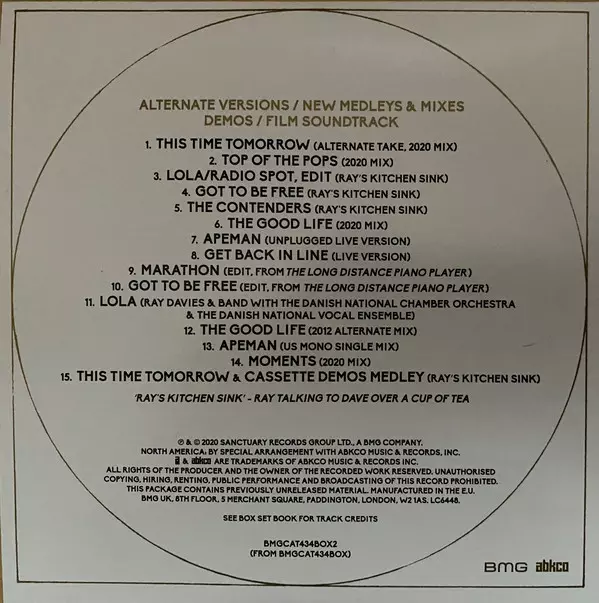 ALTERNATE VERSIONS / NEW MEDLEYS & MIXES
DEMOS / FILM SOUNDTRACK
1. THIS TIME TOMORROW (ALTERNATE TAKE, 2020 MIX)
2. TOP OF THE POPS (2020 MIX)
3. LOLA/RADIO SPOT, EDIT (RAY'S KITCHEN SINK)
4. GOT TO BE FREE (RAY'S KITCHEN SINK)
5. THE CONTENDERS (RAY'S KITCHEN SINK)
6. THE GOOD LIFE (2020 MIX)
7. APEMAN (UNPLUGGED LIVE VERSION)
8. GET BACK IN LINE (LIVE VERSION)
9. MARATHON (EDIT, FROM THE LONG DISTANCE PIANO PLAYER)
10. GOT TO BE FREE (EDIT, FROM THE LONG DISTANCE PIANO PLAYER)
11. LOLA (RAY DAVIES & BAND WITH THE DANISH NATIONAL CHAMBER ORCHESTRA
& THE DANISH NATIONAL VOCAL ENSEMBLE)
12. THE GOOD LIFE (2012 ALTERNATE MIX)
13. APEMAN (US MONO SINGLE MIX)
14. MOMENTS (2020 MIX)
15. THIS TIME TOMORROW & CASSETTE DEMOS MEDLEY (RAY'S KITCHEN SINK)
'RAY'S KITCHEN SINK' - RAY TALKING TO DAVE OVER A CUP OF TEA
℗ & © 2020 SANCTUARY RECORDS GROUP LTD., A BMG COMPANY.
NORTH AMERICA: BY SPECIAL ARRANGEMENT WITH ABKCO MUSIC & RECORDS, INC.
a & abkco ARE TRADEMARKS OF ABKCO MUSIC & RECORDS INC.
ALL RIGHTS OF THE PRODUCER AND THE OWNER OF THE RECORDED WORK RESERVED. UNAUTHORISED
COPYING, HIRING, RENTING, PUBLIC PERFORMANCE AND BROADCASTING OF THIS RECORD PROHIBITED.
THIS PACKAGE CONTAINS PREVIOUSLY UNRELEASED MATERIAL. MANUFACTURED IN THE E.U.
BMG UK, 8TH FLOOR, 5 MERCHANT SQUARE, PADDINGTON, LONDON, W2 1AS. LC6448.
SEE BOX SET BOOK FOR TRACK CREDITS
BMGCAT434BOX2
(FROM BMGCAT434BOX)
BMG abkco